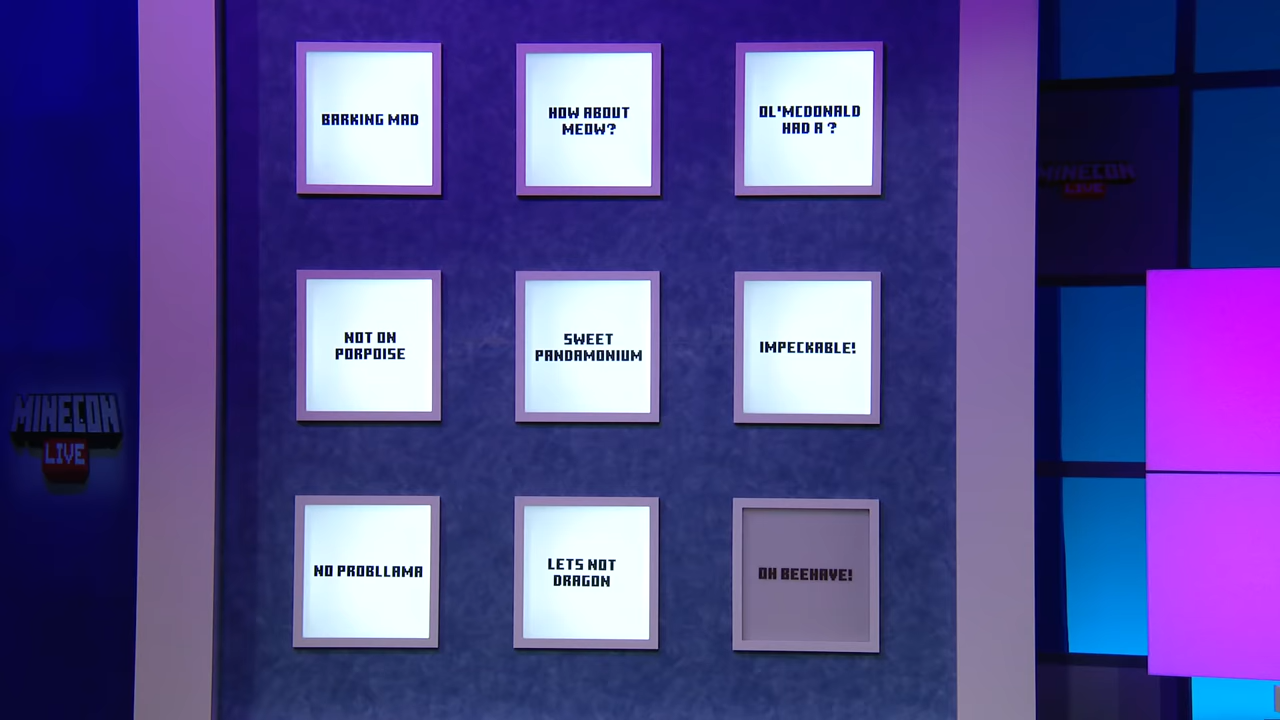 BARKING MAD
HOW ABOUT
MEOW?
OL'MCDONALD
HAD A ?
MINECON
LIVE
NOT ON
PORPOISE
SWEET
PANDAMONIUM
IMPECKABLE!
MINECON
LIVE
NO PROBLLAMA
LETS NOT
DRAGON
OH BEEHAVE!